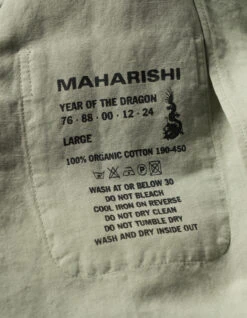 MAHARISHI
YEAR OF THE DRAGON
76 · 88 · 00 · 12 · 24
LARGE
100% ORGANIC COTTON 190-450
WASH AT OR BELOW 30
DO NOT BLEACH
COOL IRON ON REVERSE
DO NOT DRY CLEAN
DO NOT TUMBLE DRY
WASH AND DRY INSIDE OUT